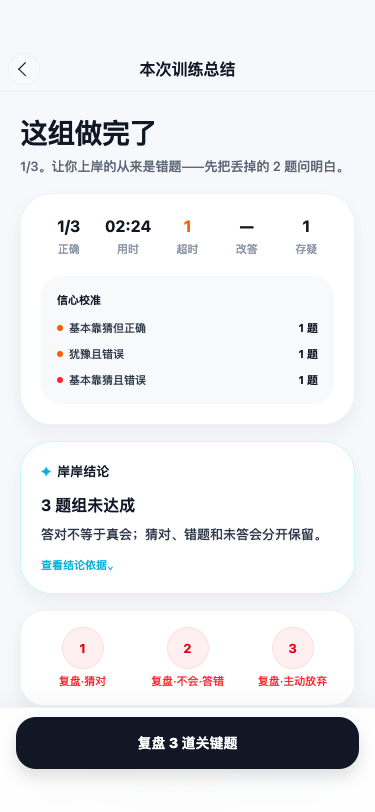 本次训练总结
这组做完了
1/3。让你上岸的从来是错题——先把丢掉的 2 题问明白。
1/3 02:24 1 — 1
正确 用时 超时 改答 存疑
信心校准
基本靠猜但正确 1 题
犹豫且错误 1 题
基本靠猜且错误 1 题
岸岸结论
3 题组未达成
答对不等于真会；猜对、错题和未答会分开保留。
查看结论依据
1 2 3
复盘·猜对 复盘·不会·答错 复盘·主动放弃
复盘 3 道关键题